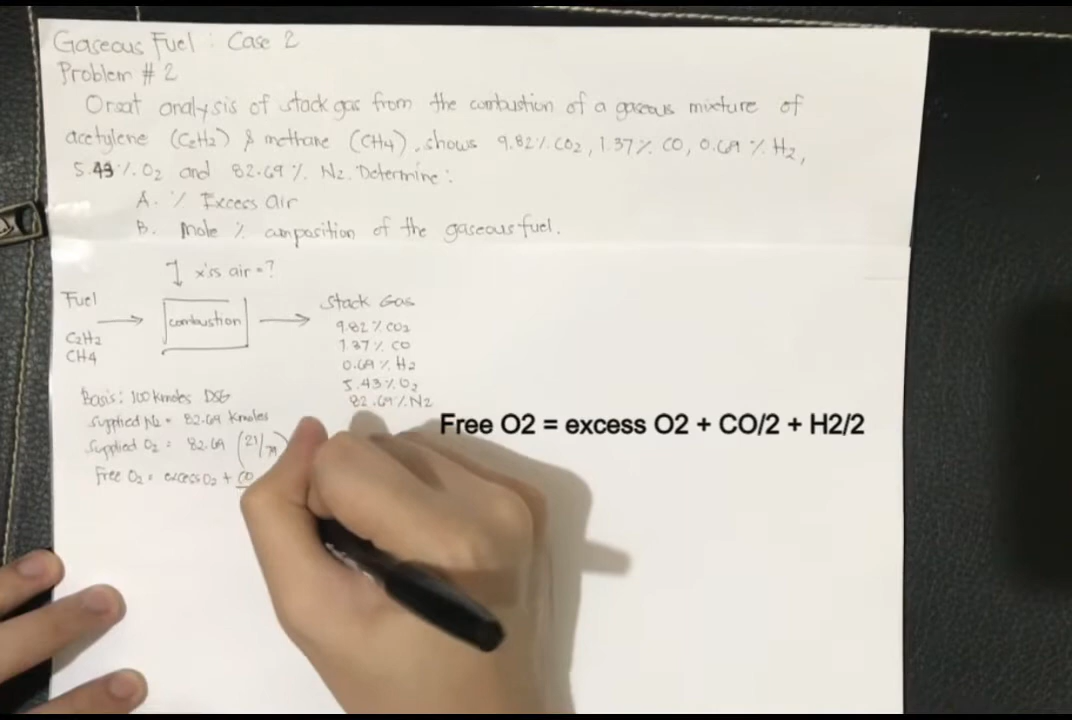 Gaseous Fuel : Case 2
Problem # 2
Orsat analysis of stack gas from the combustion of a gaseous mixture of
acetylene (C2H2) & methane (CH4), shows 9.82% CO2, 1.37% CO, 0.69 % H2,
5.43 % O2 and 82.69 % N2. Determine :
A. % Excess air
B. Mole % composition of the gaseous fuel.
x'ss air = ?
Fuel
C2H2
CH4
combustion
Stack Gas
9.82 % CO2
1.37 % CO
0.69 % H2
5.43 % O2
82.69 % N2
Basis: 100 kmoles DSG
Supplied N2 = 82.69 Kmoles
Supplied O2 = 82.69 (21/79)
Free O2 = excess O2 + CO
Free O2 = excess O2 + CO/2 + H2/2